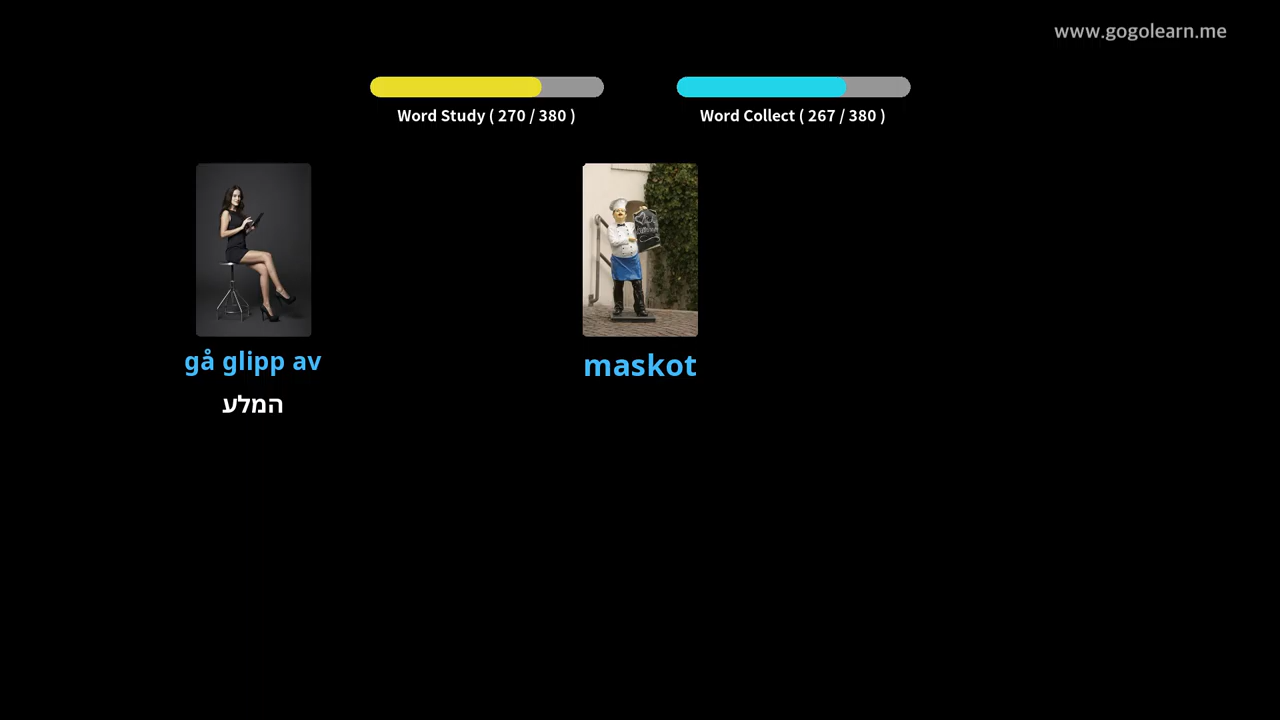 www.gogolearn.me
Word Study ( 270 / 380 )
Word Collect ( 267 / 380 )
gå glipp av
המלע
maskot